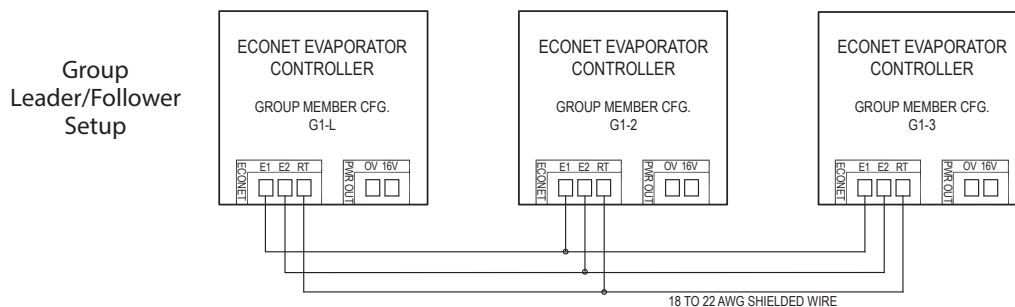 Group
Leader/Follower
Setup
ECONET EVAPORATOR
CONTROLLER
GROUP MEMBER CFG.
G1-L
ECONET
E1 E2 RT
PWR OUT
OV 16V
ECONET EVAPORATOR
CONTROLLER
GROUP MEMBER CFG.
G1-2
ECONET
E1 E2 RT
PWR OUT
OV 16V
ECONET EVAPORATOR
CONTROLLER
GROUP MEMBER CFG.
G1-3
ECONET
E1 E2 RT
PWR OUT
OV 16V
18 TO 22 AWG SHIELDED WIRE